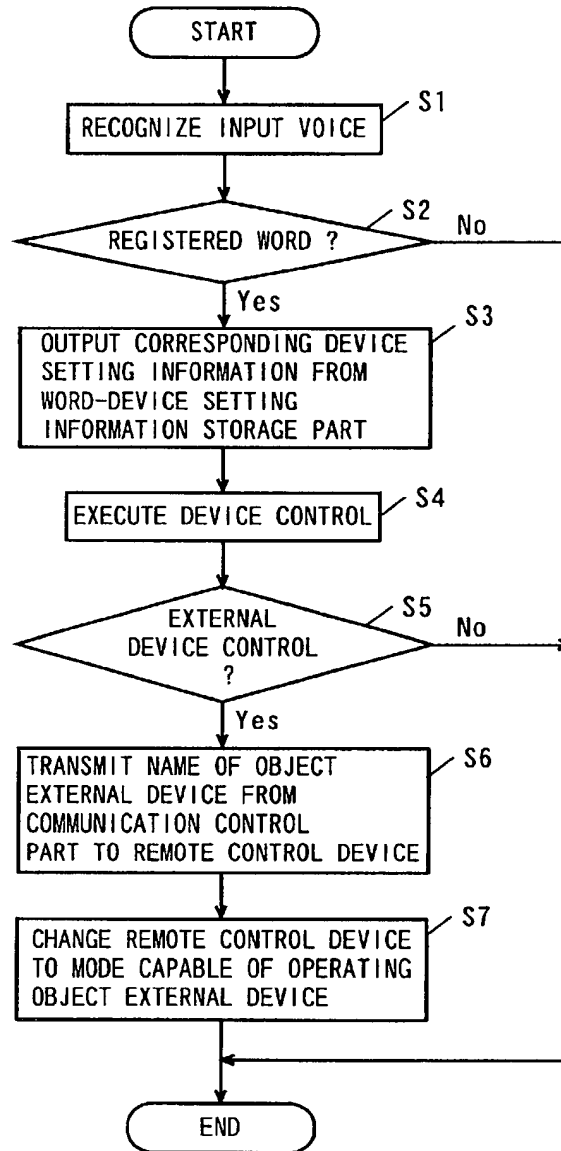 START
S1
RECOGNIZE INPUT VOICE
S2
REGISTERED WORD ?
No
Yes
S3
OUTPUT CORRESPONDING DEVICE
SETTING INFORMATION FROM
WORD-DEVICE SETTING
INFORMATION STORAGE PART
S4
EXECUTE DEVICE CONTROL
S5
EXTERNAL
DEVICE CONTROL
?
No
Yes
S6
TRANSMIT NAME OF OBJECT
EXTERNAL DEVICE FROM
COMMUNICATION CONTROL
PART TO REMOTE CONTROL DEVICE
S7
CHANGE REMOTE CONTROL DEVICE
TO MODE CAPABLE OF OPERATING
OBJECT EXTERNAL DEVICE
END